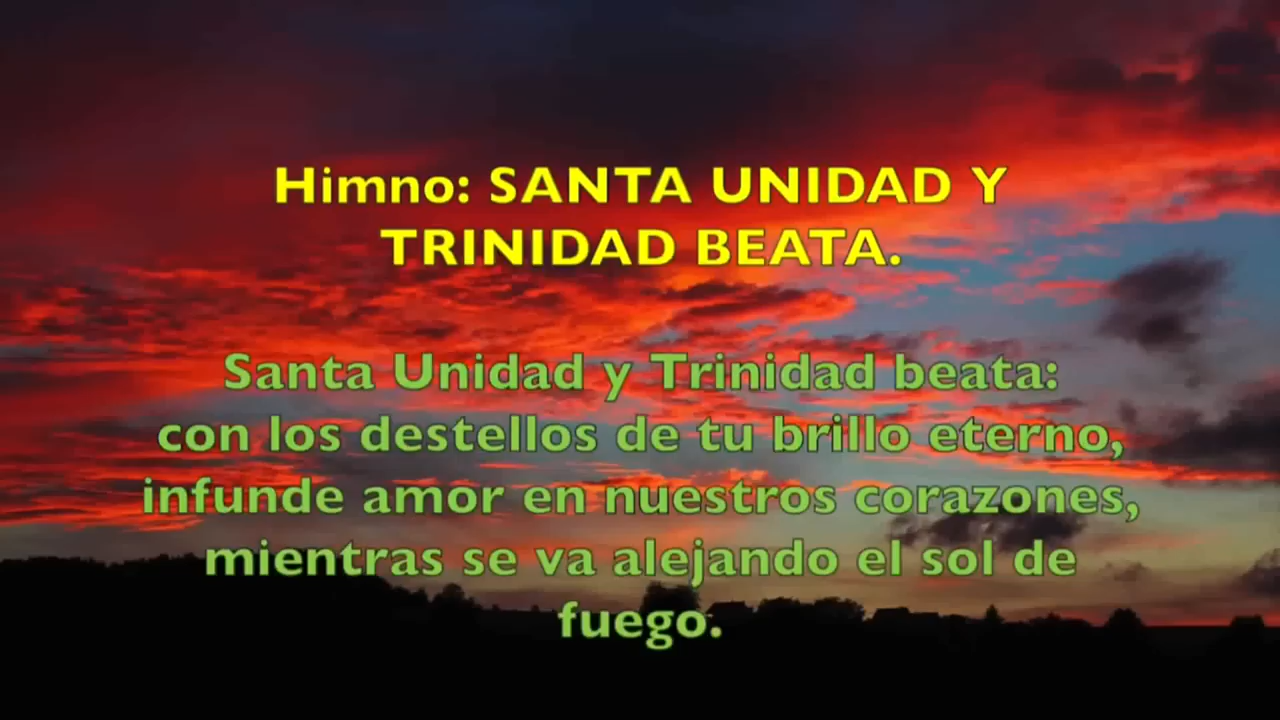 Himno: SANTA UNIDAD Y
TRINIDAD BEATA.
Santa Unidad y Trinidad beata:
con los destellos de tu brillo eterno,
infunde amor en nuestros corazones,
mientras se va alejando el sol de
fuego.